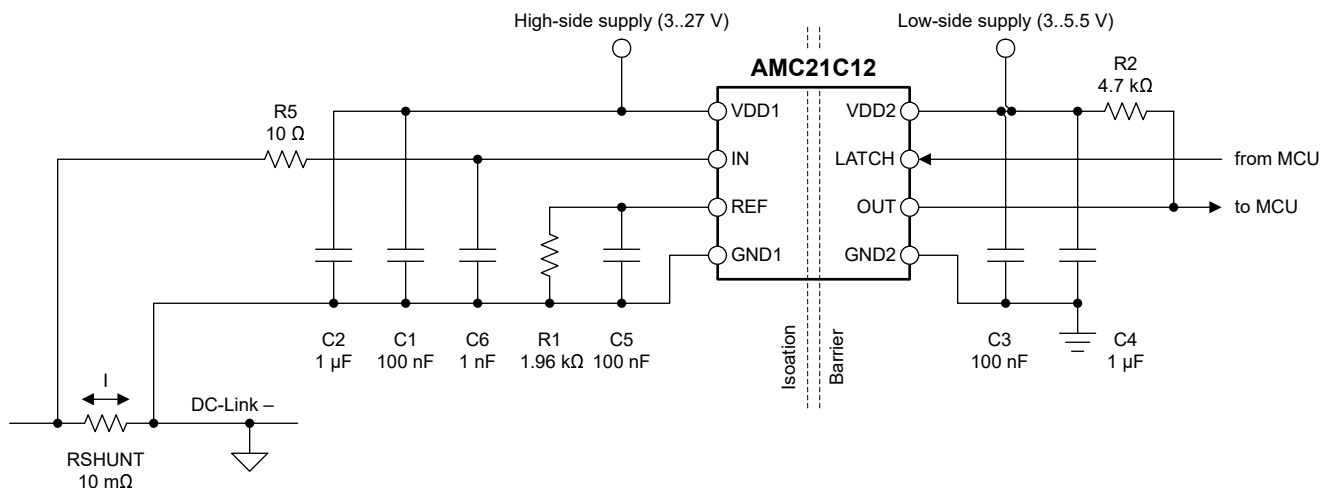 High-side supply (3..27 V)
Low-side supply (3..5.5 V)
AMC21C12
R2
4.7 kΩ
R5
10 Ω
VDD1
VDD2
IN
LATCH
from MCU
REF
OUT
to MCU
GND1
GND2
C2
1 µF
C1
100 nF
C6
1 nF
R1
1.96 kΩ
C5
100 nF
Isoation
Barrier
C3
100 nF
C4
1 µF
I
DC-Link –
RSHUNT
10 mΩ